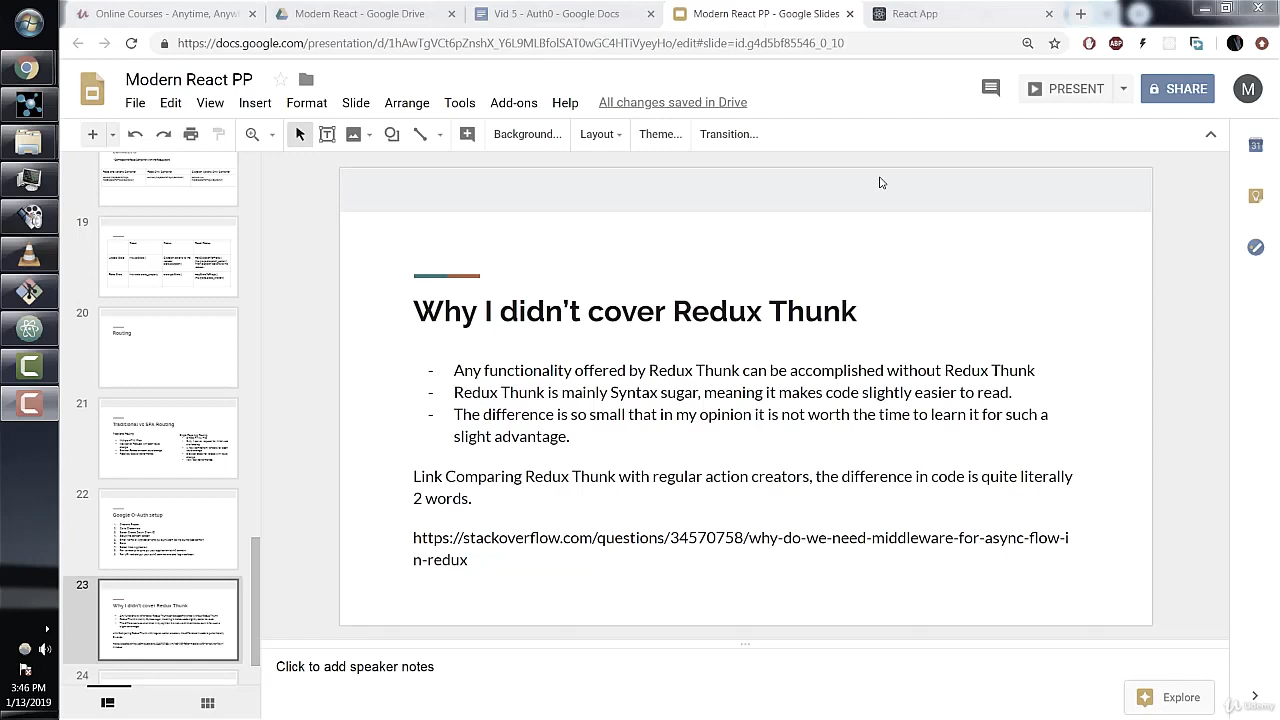 Online Courses - Anytime, Anyw
Modern React - Google Drive
Vid 5 - Auth0 - Google Docs
Modern React PP - Google Slides
React App
https://docs.google.com/presentation/d/
/edit#slide=id.g4d5bf85546_0_10
Modern React PP
File Edit View Insert Format Slide Arrange Tools Add-ons Help All changes saved in Drive
PRESENT
SHARE
M
Background... Layout Theme... Transition...
31
19
20
Routing
21
Traditional vs SPA Routing
22
Google O-Auth setup
23
Why I didn't cover Redux Thunk
24
Why I didn't cover Redux Thunk
- Any functionality offered by Redux Thunk can be accomplished without Redux Thunk
- Redux Thunk is mainly Syntax sugar, meaning it makes code slightly easier to read.
- The difference is so small that in my opinion it is not worth the time to learn it for such a
slight advantage.
Link Comparing Redux Thunk with regular action creators, the difference in code is quite literally
2 words.
https://stackoverflow.com/questions/34570758/why-do-we-need-middleware-for-async-flow-i
n-redux
Click to add speaker notes
Explore
3:46 PM
1/13/2019
Udemy